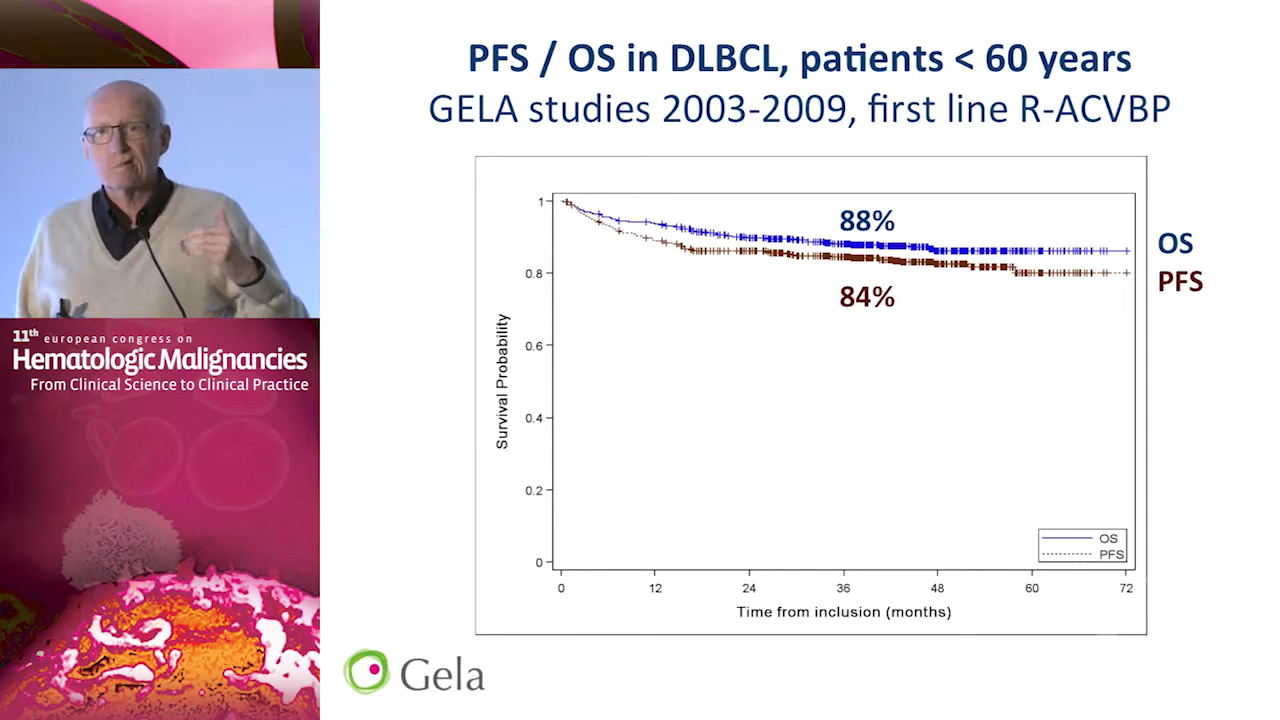 PFS / OS in DLBCL, patients < 60 years
GELA studies 2003-2009, first line R-ACVBP
88%
84%
OS
PFS
1
0.8
0.6
0.4
0.2
0
Survival Probability
0 12 24 36 48 60 72
Time from inclusion (months)
OS
PFS
11th european congress on
Hematologic Malignancies
From Clinical Science to Clinical Practice
Gela